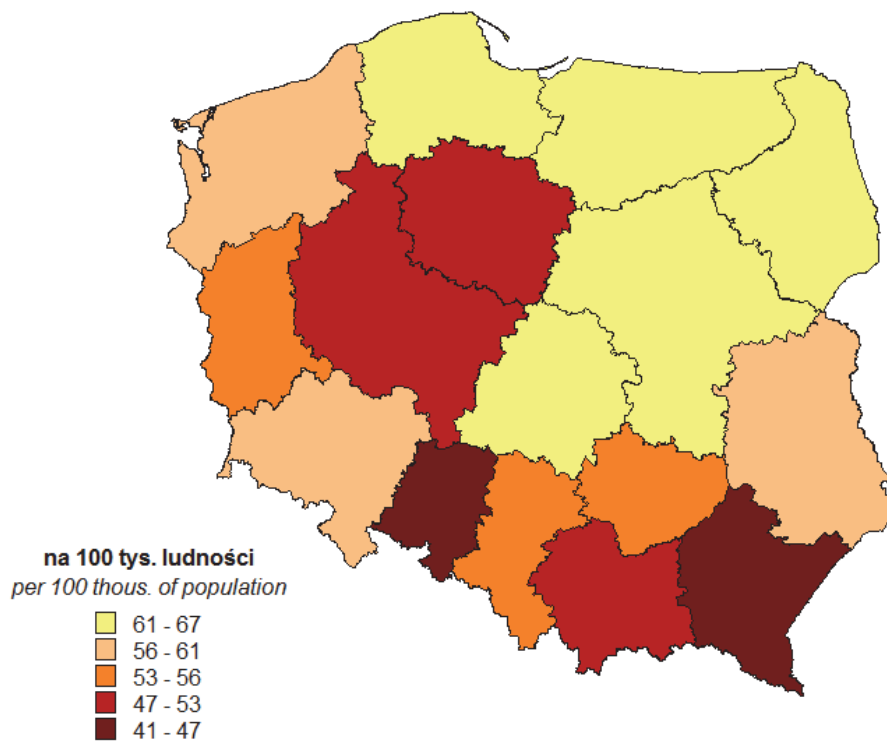 na 100 tys. ludności
per 100 thous. of population
61 - 67
56 - 61
53 - 56
47 - 53
41 - 47